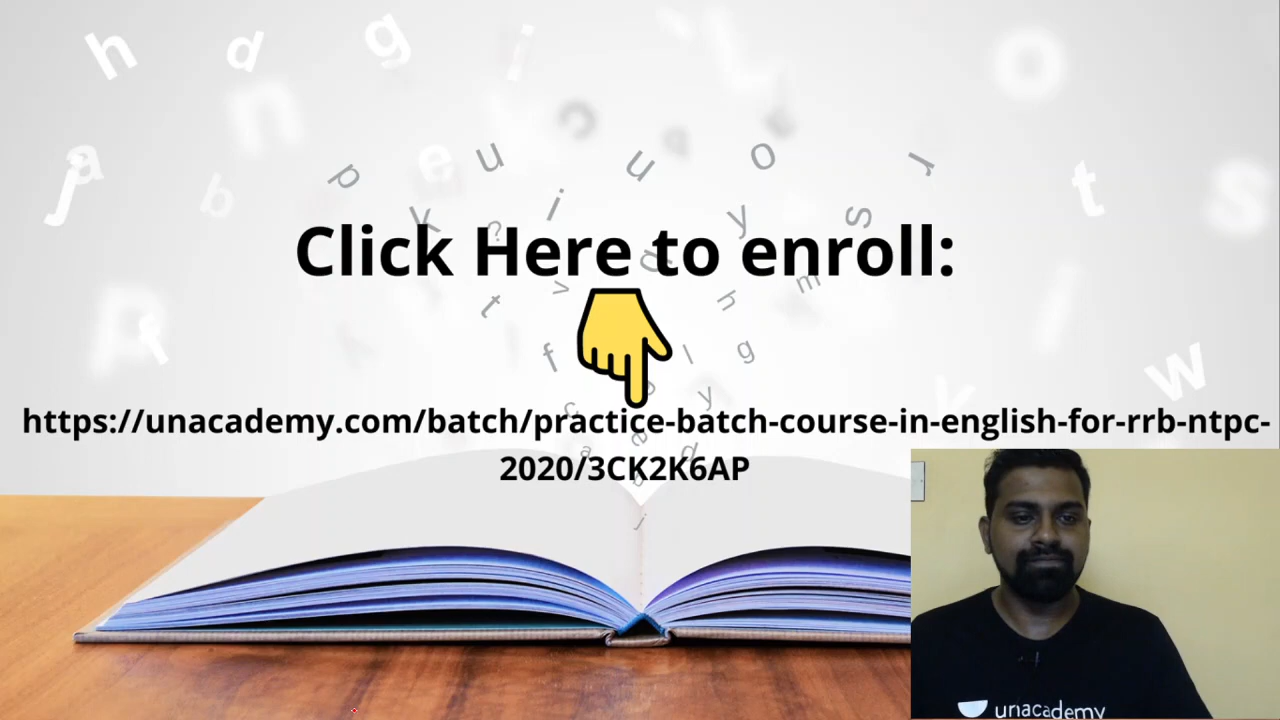 Click Here to enroll:
https://unacademy.com/batch/practice-batch-course-in-english-for-rrb-ntpc-
2020/3CK2K6AP
unacademy